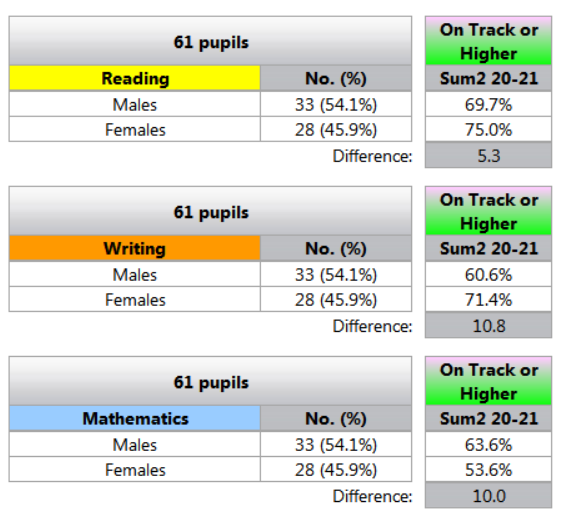 61 pupils On Track or Higher
Reading No. (%) Sum2 20-21
Males 33 (54.1%) 69.7%
Females 28 (45.9%) 75.0%
Difference: 5.3
61 pupils On Track or Higher
Writing No. (%) Sum2 20-21
Males 33 (54.1%) 60.6%
Females 28 (45.9%) 71.4%
Difference: 10.8
61 pupils On Track or Higher
Mathematics No. (%) Sum2 20-21
Males 33 (54.1%) 63.6%
Females 28 (45.9%) 53.6%
Difference: 10.0